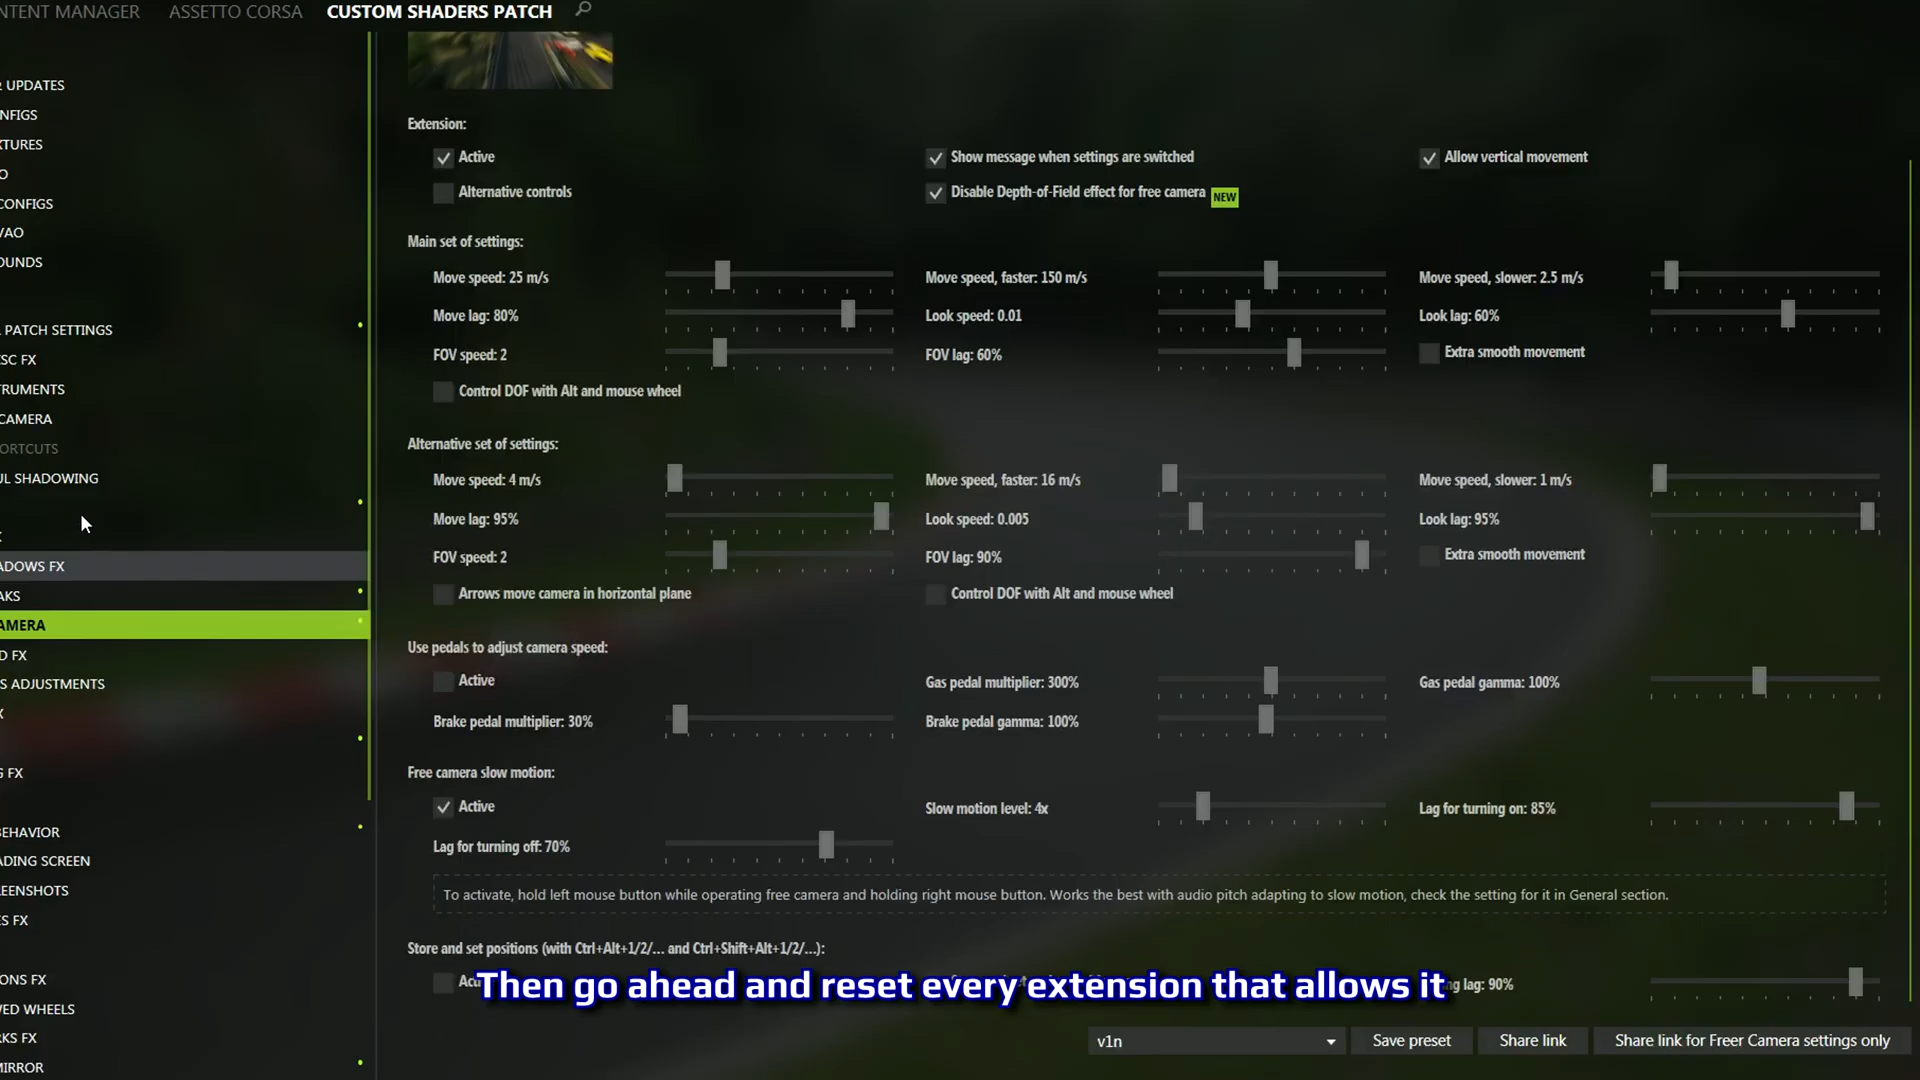 NTENT MANAGER ASSETTO CORSA CUSTOM SHADERS PATCH
& UPDATES
NFIGS
XTURES
O
CONFIGS
VAO
OUNDS
PATCH SETTINGS
SC FX
TRUMENTS
CAMERA
ORTCUTS
UL SHADOWING
ADOWS FX
AKS
AMERA
D FX
S ADJUSTMENTS
X
G FX
BEHAVIOR
ADING SCREEN
EENSHOTS
ES FX
ONS FX
WED WHEELS
RKS FX
MIRROR
Extension:
Active Show message when settings are switched Allow vertical movement
Alternative controls Disable Depth-of-Field effect for free camera NEW
Main set of settings:
Move speed: 25 m/s Move speed, faster: 150 m/s Move speed, slower: 2.5 m/s
Move lag: 80% Look speed: 0.01 Look lag: 60%
FOV speed: 2 FOV lag: 60% Extra smooth movement
Control DOF with Alt and mouse wheel
Alternative set of settings:
Move speed: 4 m/s Move speed, faster: 16 m/s Move speed, slower: 1 m/s
Move lag: 95% Look speed: 0.005 Look lag: 95%
FOV speed: 2 FOV lag: 90% Extra smooth movement
Arrows move camera in horizontal plane Control DOF with Alt and mouse wheel
Use pedals to adjust camera speed:
Active Gas pedal multiplier: 300% Gas pedal gamma: 100%
Brake pedal multiplier: 30% Brake pedal gamma: 100%
Free camera slow motion:
Active Slow motion level: 4x Lag for turning on: 85%
Lag for turning off: 70%
To activate, hold left mouse button while operating free camera and holding right mouse button. Works the best with audio pitch adapting to slow motion, check the setting for it in General section.
Store and set positions (with Ctrl+Alt+1/2/... and Ctrl+Shift+Alt+1/2/...):
Then go ahead and reset every extension that allows it
lag: 90%
v1n Save preset Share link Share link for Freer Camera settings only